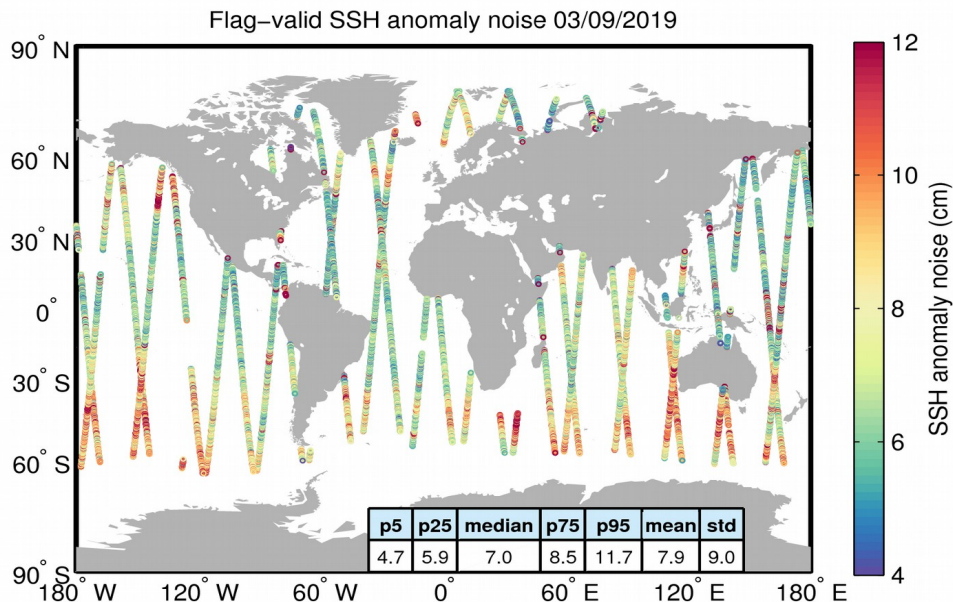 Flag-valid SSH anomaly noise 03/09/2019
90° N
60° N
30° N
0°
30° S
60° S
90° S
180° W
120° W
60° W
0°
60° E
120° E
180° E
p5 p25 median p75 p95 mean std
4.7 5.9 7.0 8.5 11.7 7.9 9.0
12
10
8
6
4
SSH anomaly noise (cm)